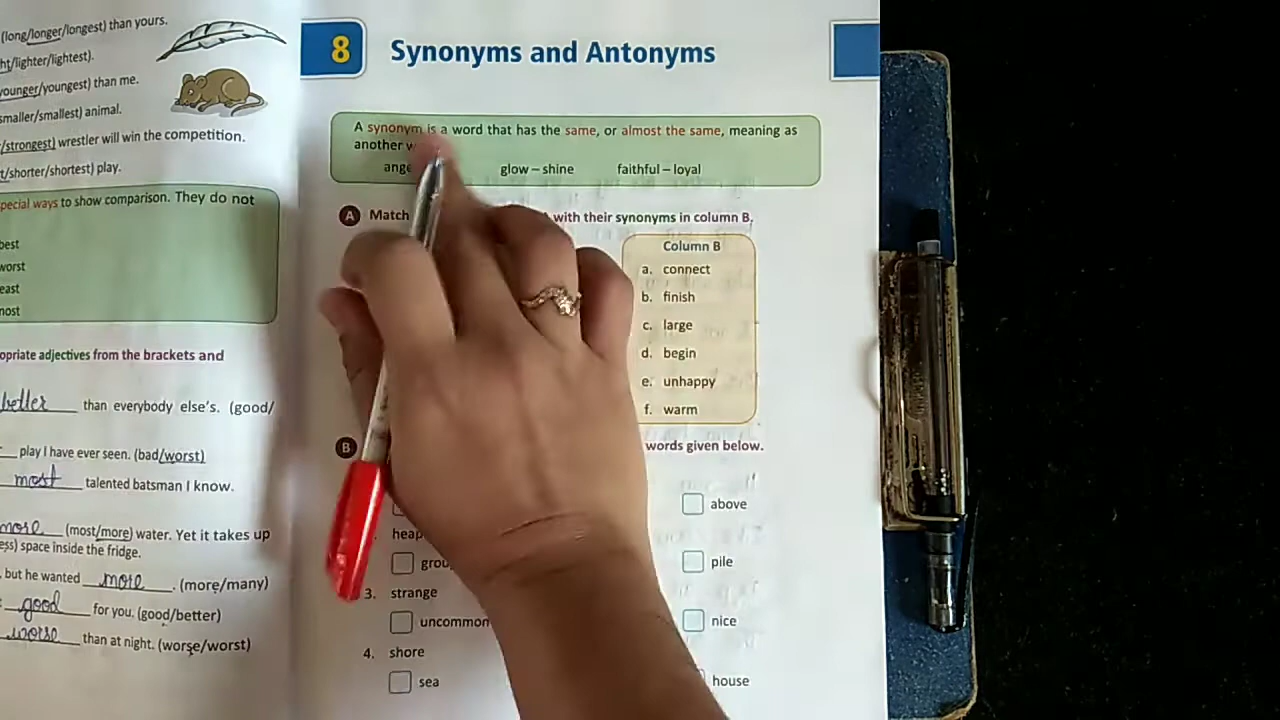 (long/longer/longest) than yours.
ht/lighter/lightest).
younger/youngest) than me.
smaller/smallest) animal.
/strongest) wrestler will win the competition.
t/shorter/shortest) play.
pecial ways to show comparison. They do not
best
worst
east
most
opriate adjectives from the brackets and
better than everybody else's. (good/
play I have ever seen. (bad/worst)
most talented batsman I know.
more (most/more) water. Yet it takes up
ess) space inside the fridge.
but he wanted more. (more/many)
good for you. (good/better)
worse than at night. (worse/worst)
8 Synonyms and Antonyms
A synonym is a word that has the same, or almost the same, meaning as
another
glow – shine faithful – loyal
A Match with their synonyms in column B.
Column B
a. connect
b. finish
c. large
d. begin
e. unhappy
f. warm
B words given below.
above
heap
pile
3. strange
uncommon nice
4. shore
sea house